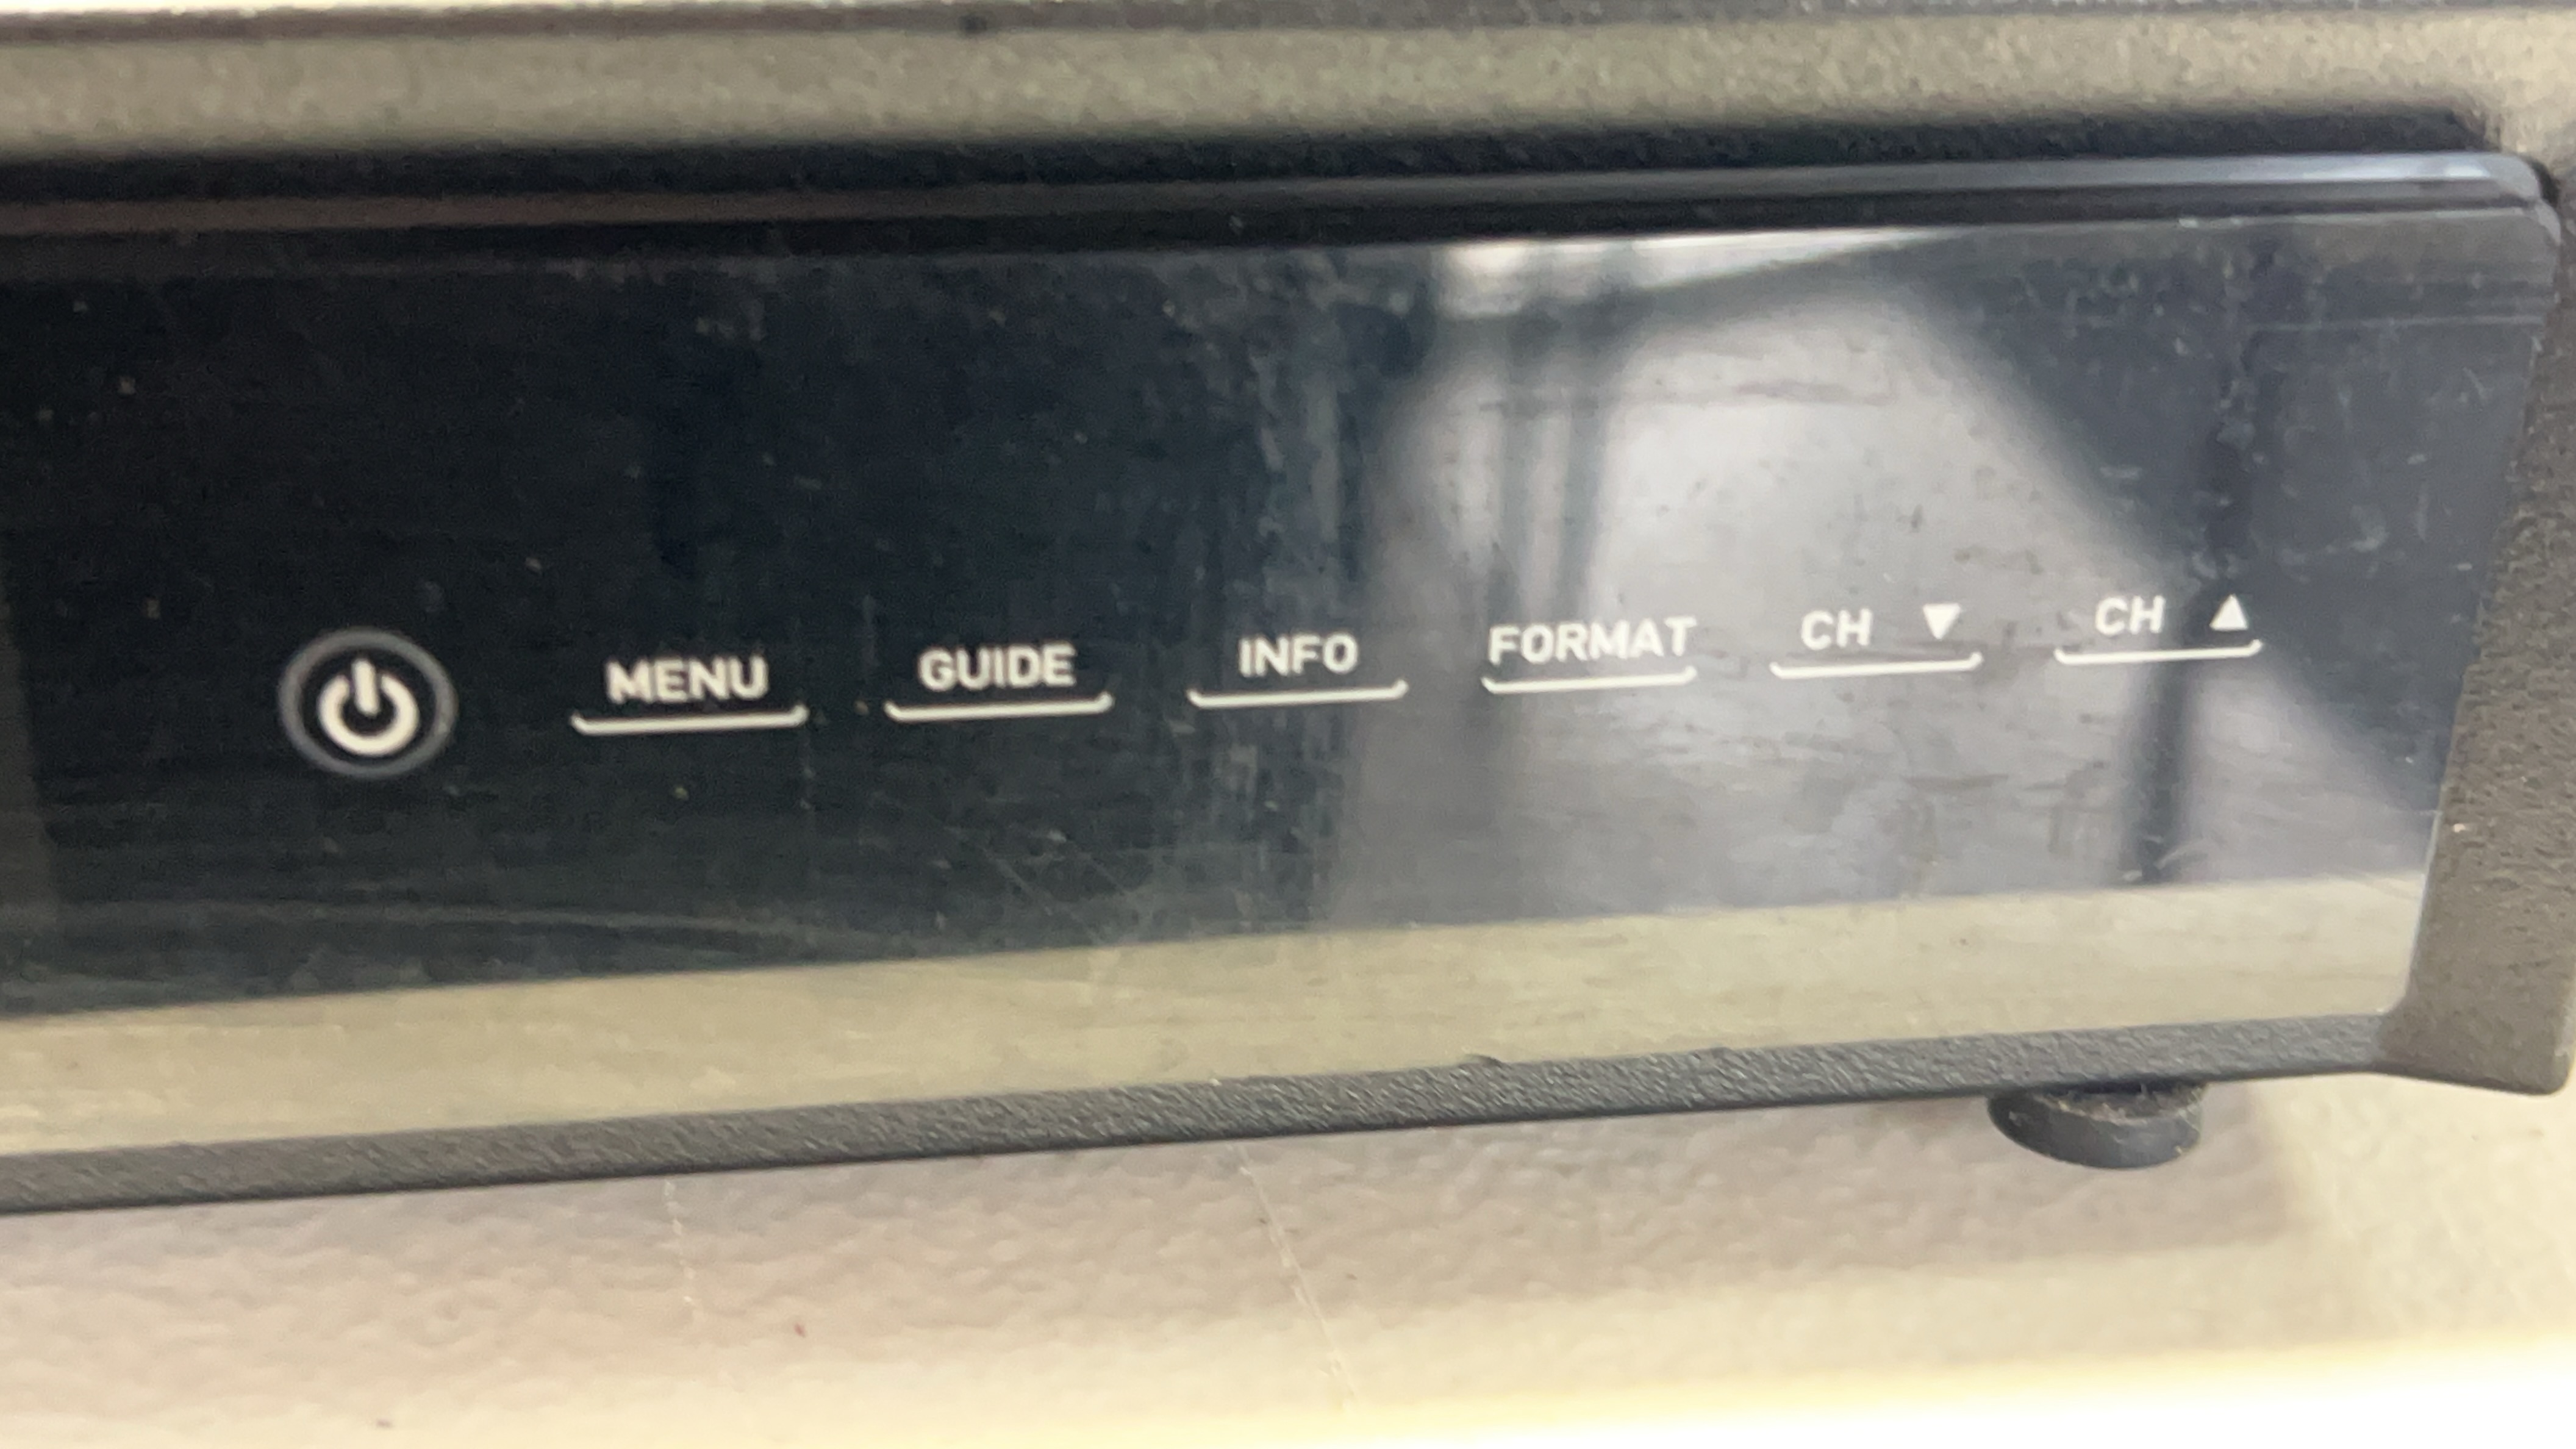 MENU GUIDE INFO FORMAT CH ▼ CH ▲